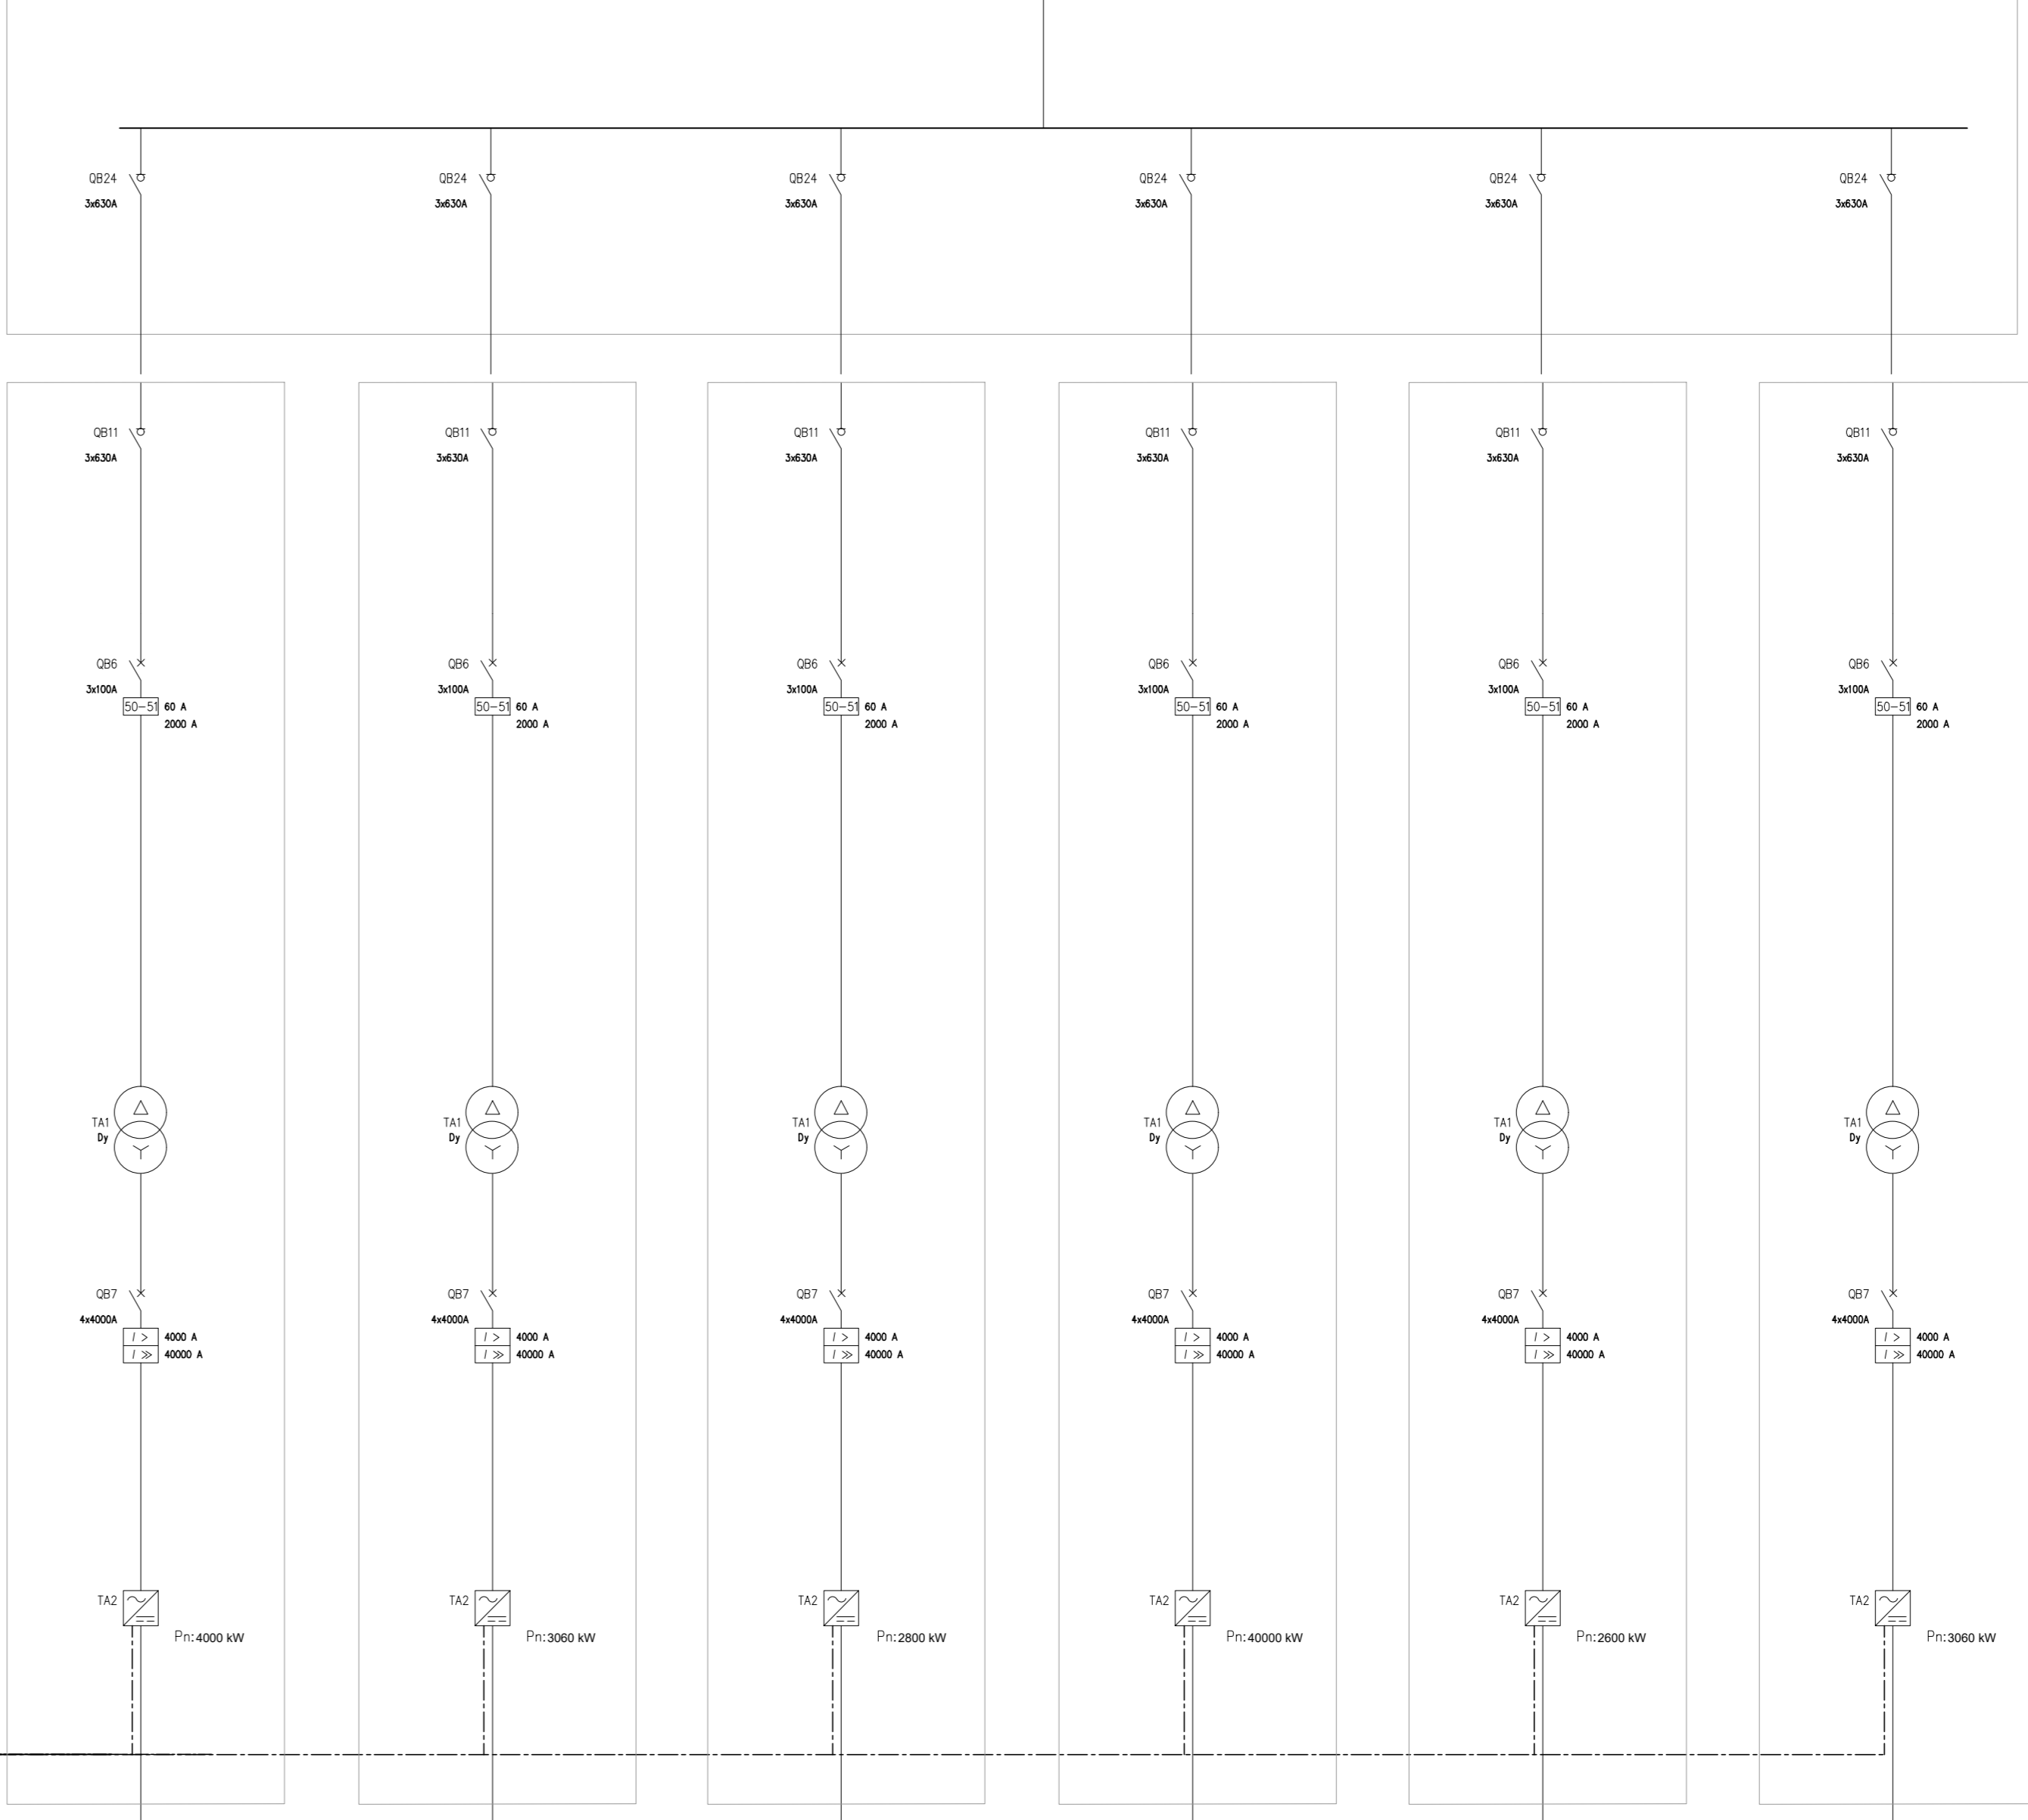 QB24 QB24 QB24 QB24 QB24 QB24
3x630A 3x630A 3x630A 3x630A 3x630A 3x630A
QB11 QB11 QB11 QB11 QB11 QB11
3x630A 3x630A 3x630A 3x630A 3x630A 3x630A
QB6 QB6 QB6 QB6 QB6 QB6
3x100A 3x100A 3x100A 3x100A 3x100A 3x100A
50-51 60 A 50-51 60 A 50-51 60 A 50-51 60 A 50-51 60 A 50-51 60 A
2000 A 2000 A 2000 A 2000 A 2000 A 2000 A
TA1 TA1 TA1 TA1 TA1 TA1
Dy Dy Dy Dy Dy Dy
QB7 QB7 QB7 QB7 QB7 QB7
4x4000A 4x4000A 4x4000A 4x4000A 4x4000A 4x4000A
I > 4000 A I > 4000 A I > 4000 A I > 4000 A I > 4000 A I > 4000 A
I >> 40000 A I >> 40000 A I >> 40000 A I >> 40000 A I >> 40000 A I >> 40000 A
TA2 TA2 TA2 TA2 TA2 TA2
Pn: 4000 kW Pn: 3060 kW Pn: 2800 kW Pn: 40000 kW Pn: 2600 kW Pn: 3060 kW